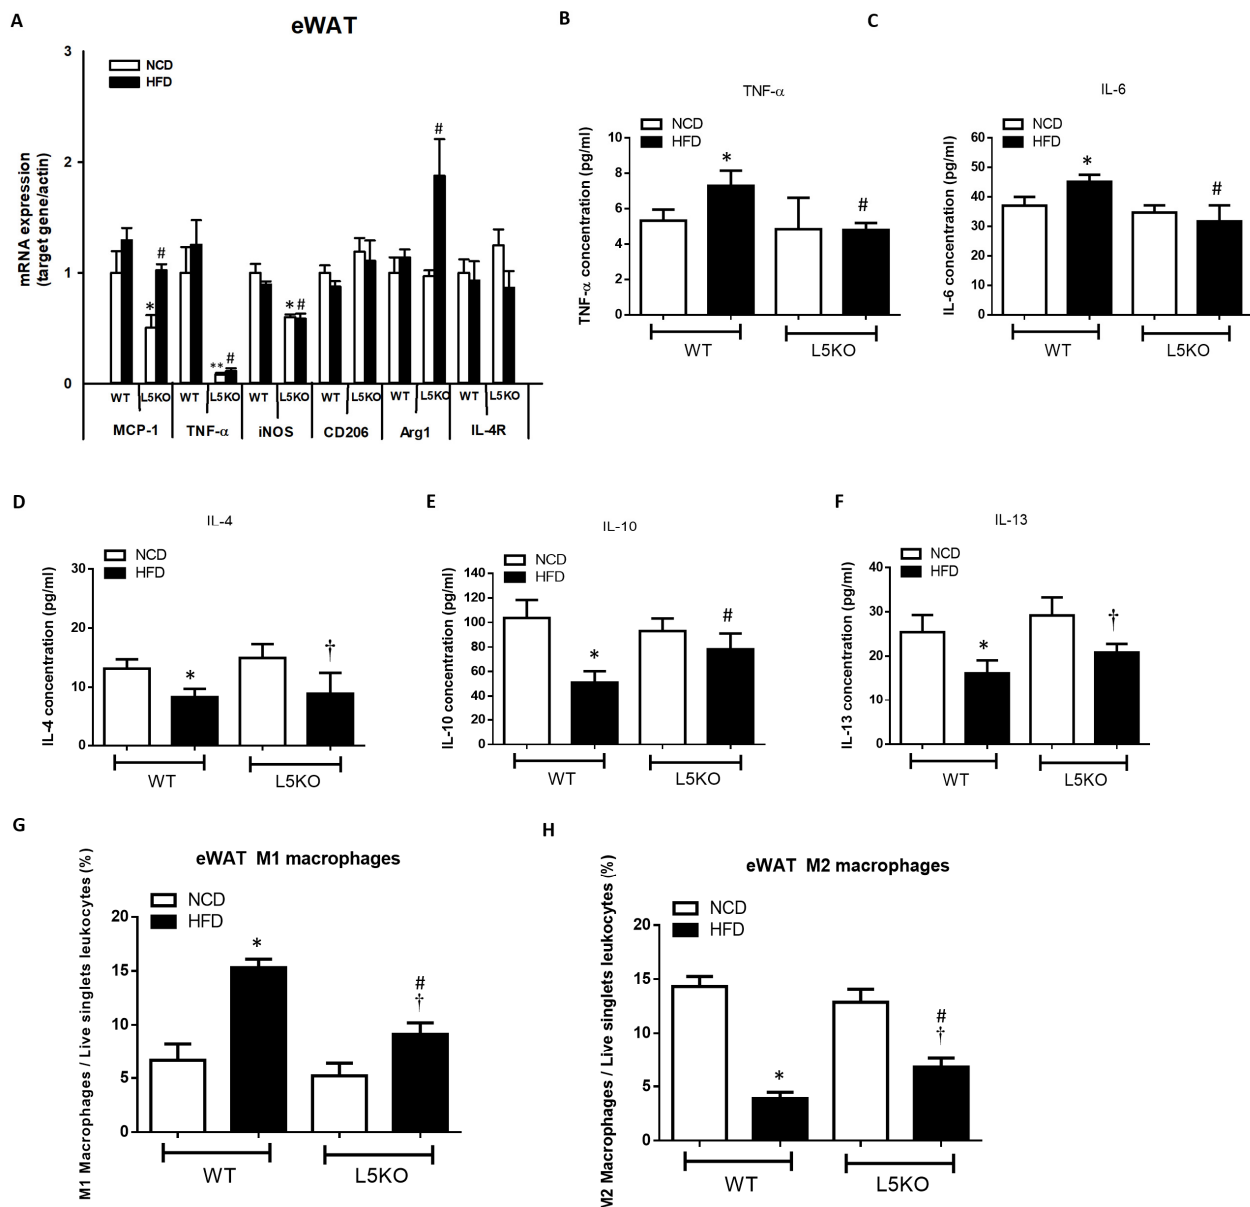 A
eWAT
3
2
1
0
mRNA expression
(target gene/actin)
NCD
HFD
*
#
**
#
*
#
#
WT L5KO WT L5KO WT L5KO WT L5KO WT L5KO WT L5KO
MCP-1 TNF-α iNOS CD206 Arg1 IL-4R
B
TNF-α
NCD
HFD
TNF-α concentration (pg/ml)
10
8
6
4
2
0
*
#
WT L5KO
C
IL-6
NCD
HFD
IL-6 concentration (pg/ml)
60
50
40
30
20
10
0
*
#
WT L5KO
D
IL-4
NCD
HFD
IL-4 concentration (pg/ml)
30
20
10
0
*
†
WT L5KO
E
IL-10
NCD
HFD
IL-10 concentration (pg/ml)
140
120
100
80
60
40
20
0
*
#
WT L5KO
F
IL-13
NCD
HFD
IL-13 concentration (pg/ml)
40
30
20
10
0
*
†
WT L5KO
G
eWAT M1 macrophages
NCD
HFD
M1 Macrophages / Live singlets leukocytes (%)
20
15
10
5
0
*
#
†
WT L5KO
H
eWAT M2 macrophages
NCD
HFD
M2 Macrophages / Live singlets leukocytes (%)
20
15
10
5
0
*
#
†
WT L5KO